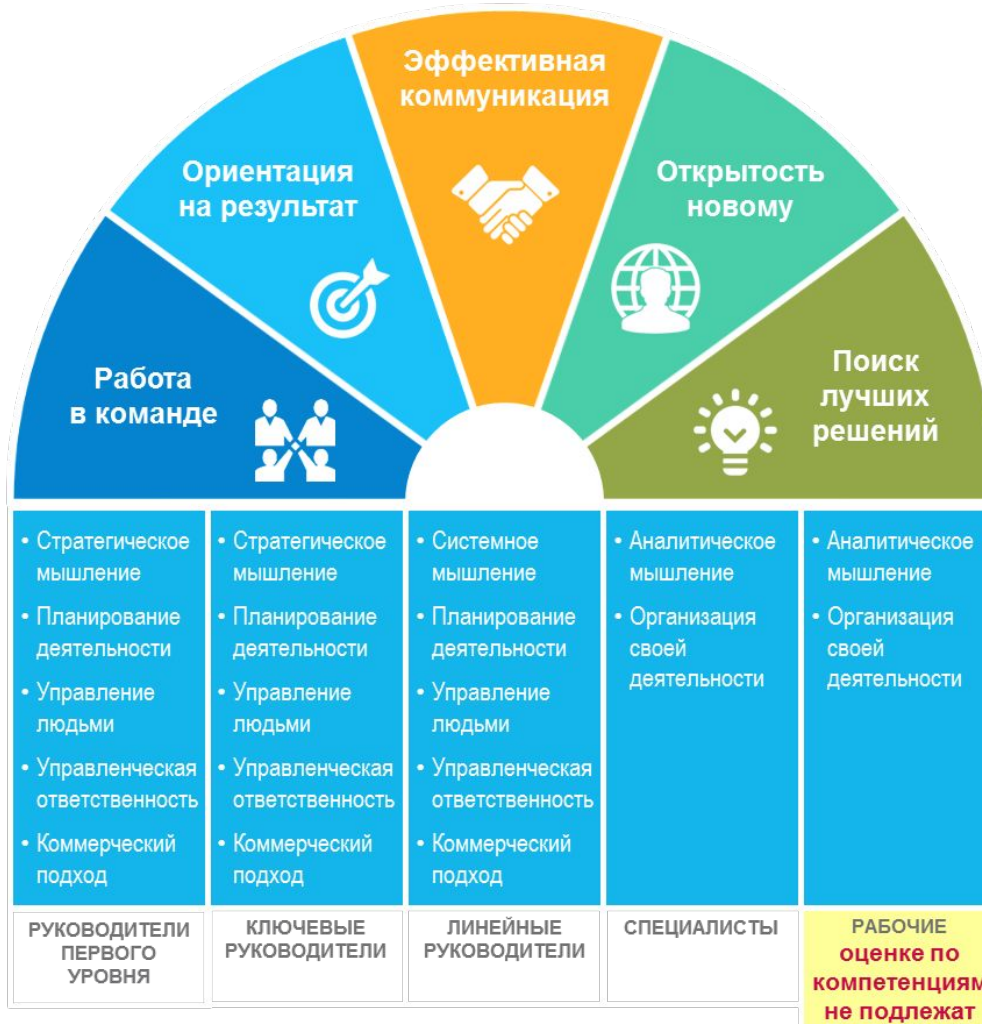 Эффективная
коммуникация
Ориентация
на результат
Открытость
новому
Работа
в команде
Поиск
лучших
решений
• Стратегическое
мышление
• Планирование
деятельности
• Управление
людьми
• Управленческая
ответственность
• Коммерческий
подход
• Стратегическое
мышление
• Планирование
деятельности
• Управление
людьми
• Управленческая
ответственность
• Коммерческий
подход
• Системное
мышление
• Планирование
деятельности
• Управление
людьми
• Управленческая
ответственность
• Коммерческий
подход
• Аналитическое
мышление
• Организация
своей
деятельности
• Аналитическое
мышление
• Организация
своей
деятельности
РУКОВОДИТЕЛИ
ПЕРВОГО
УРОВНЯ
КЛЮЧЕВЫЕ
РУКОВОДИТЕЛИ
ЛИНЕЙНЫЕ
РУКОВОДИТЕЛИ
СПЕЦИАЛИСТЫ
РАБОЧИЕ
оценке по
компетенциям
не подлежат